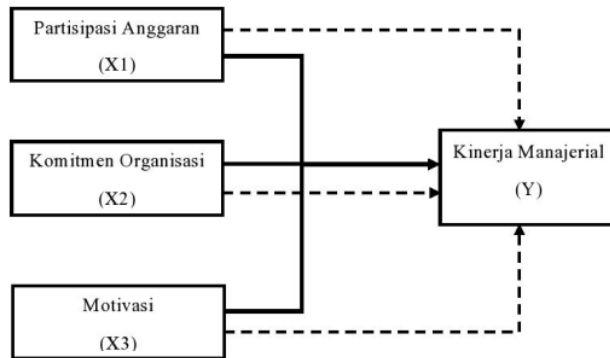 Partisipasi Anggaran
(X1)
Komitmen Organisasi
(X2)
Kinerja Manajerial
(Y)
Motivasi
(X3)